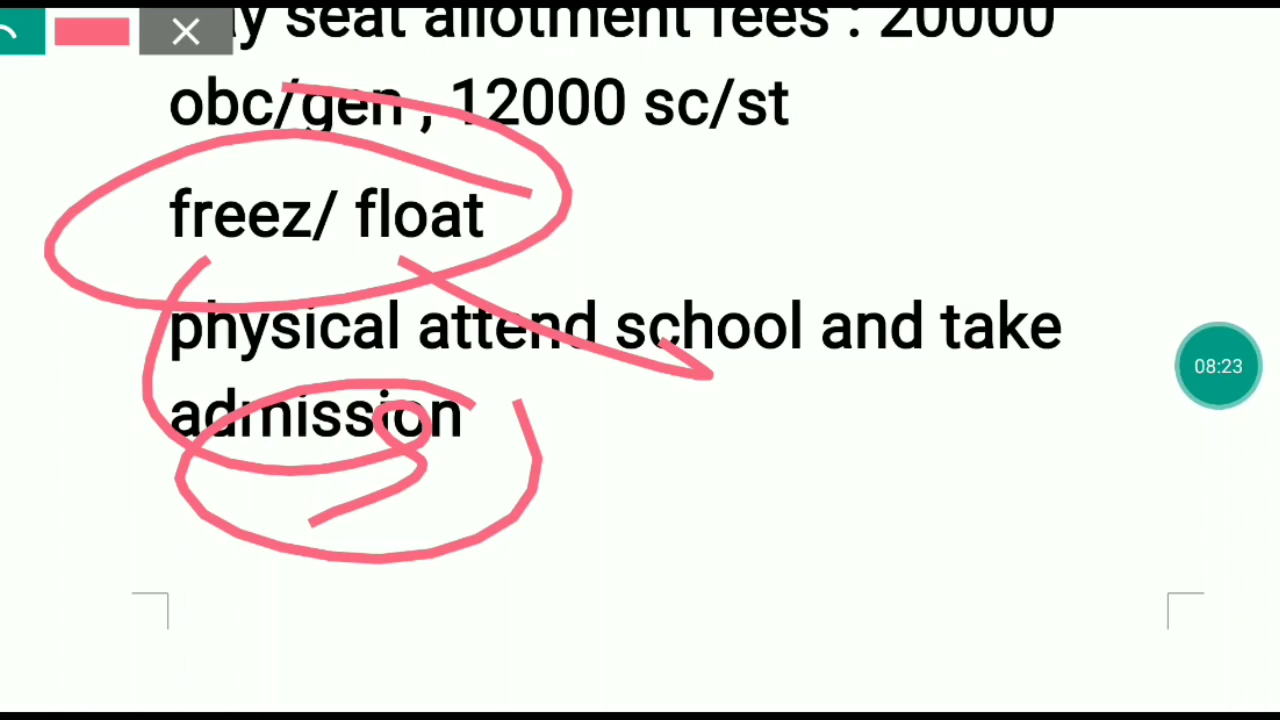 seat allotment fees : 20000
obc/gen , 12000 sc/st
freez/ float
physical attend school and take
admission
08:23